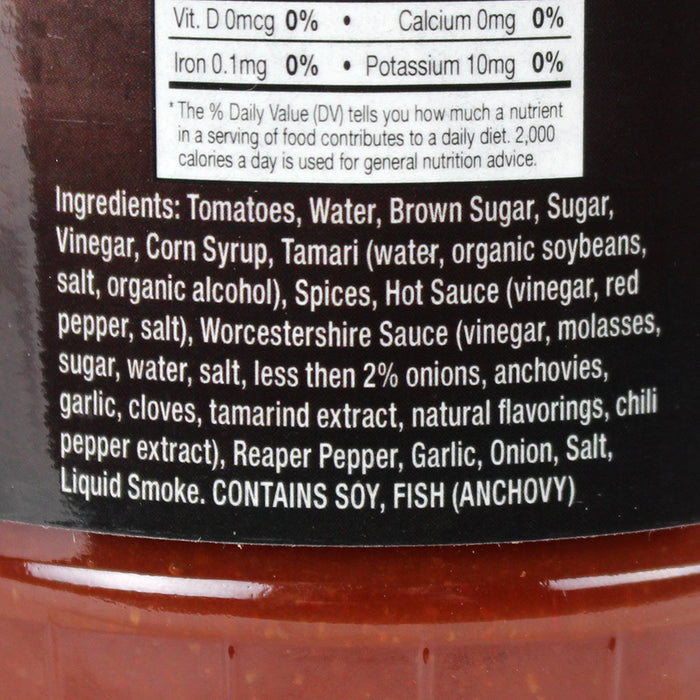 Vit. D 0mcg 0% • Calcium 0mg 0%
Iron 0.1mg 0% • Potassium 10mg 0%
* The % Daily Value (DV) tells you how much a nutrient
in a serving of food contributes to a daily diet. 2,000
calories a day is used for general nutrition advice.
Ingredients: Tomatoes, Water, Brown Sugar, Sugar,
Vinegar, Corn Syrup, Tamari (water, organic soybeans,
salt, organic alcohol), Spices, Hot Sauce (vinegar, red
pepper, salt), Worcestershire Sauce (vinegar, molasses,
sugar, water, salt, less then 2% onions, anchovies,
garlic, cloves, tamarind extract, natural flavorings, chili
pepper extract), Reaper Pepper, Garlic, Onion, Salt,
Liquid Smoke. CONTAINS SOY, FISH (ANCHOVY)